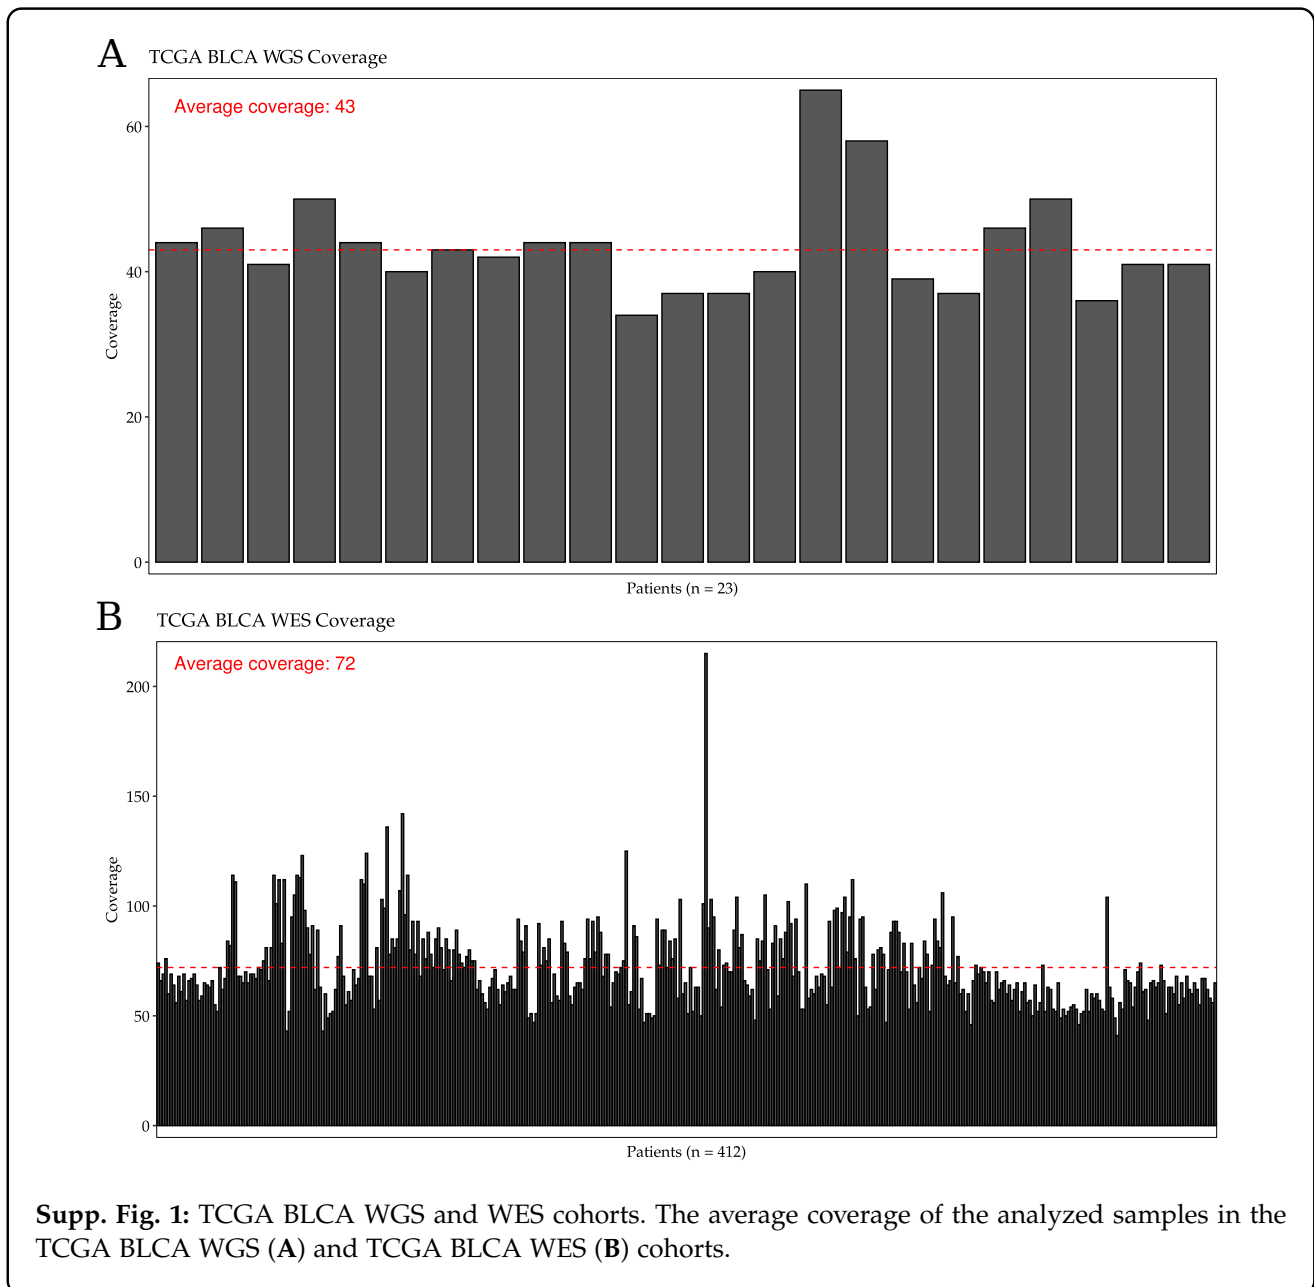 A
TCGA BLCA WGS Coverage
Average coverage: 43
60
40
20
0
Coverage
Patients (n = 23)
B
TCGA BLCA WES Coverage
Average coverage: 72
200
150
100
50
0
Coverage
Patients (n = 412)
Supp. Fig. 1: TCGA BLCA WGS and WES cohorts. The average coverage of the analyzed samples in the
TCGA BLCA WGS (A) and TCGA BLCA WES (B) cohorts.